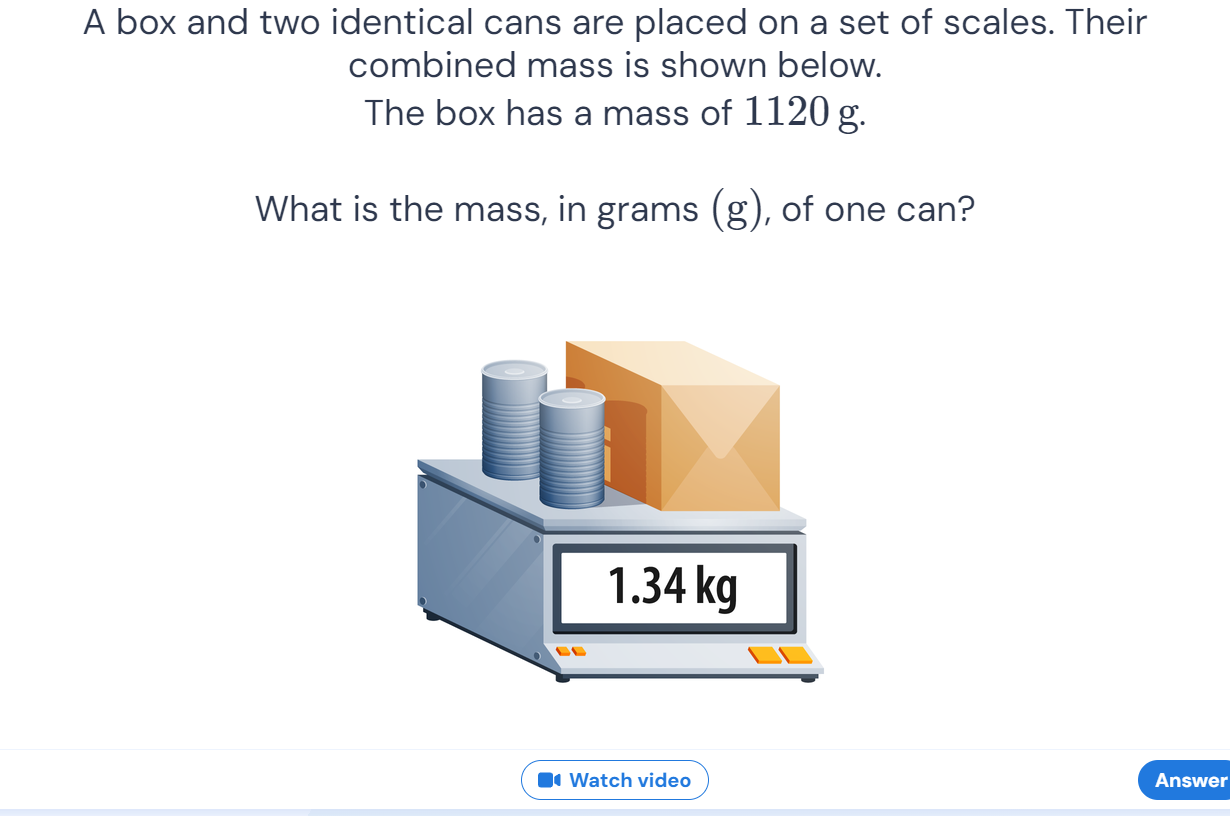 A box and two identical cans are placed on a set of scales. Their
combined mass is shown below.
The box has a mass of 1120 g.
What is the mass, in grams (g), of one can?
1.34 kg
Watch video
Answer